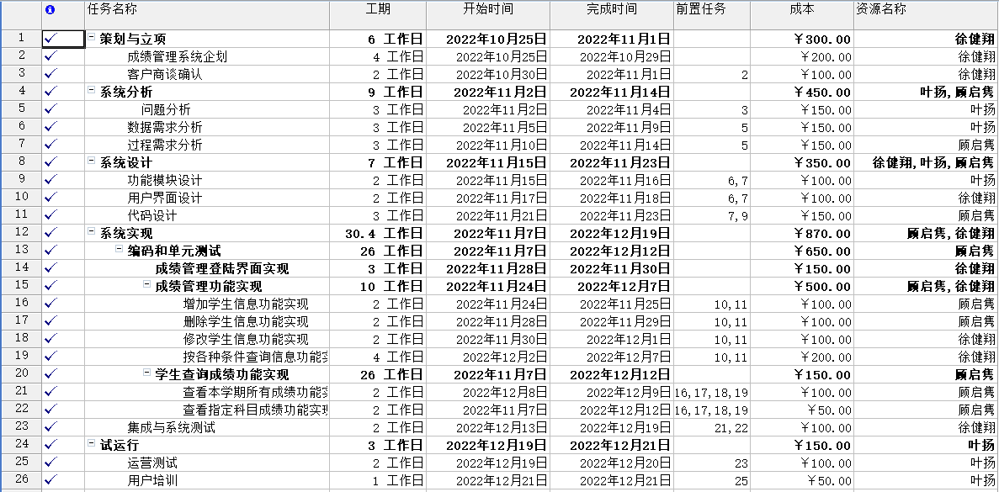 任务名称 工期 开始时间 完成时间 前置任务 成本 资源名称
1 策划与立项 6 工作日 2022年10月25日 2022年11月1日 ¥300.00 徐健翔
2 成绩管理系统企划 4 工作日 2022年10月25日 2022年10月29日 ¥200.00 徐健翔
3 客户商谈确认 2 工作日 2022年10月30日 2022年11月1日 2 ¥100.00 徐健翔
4 系统分析 9 工作日 2022年11月2日 2022年11月14日 ¥450.00 叶扬,顾启隽
5 问题分析 3 工作日 2022年11月2日 2022年11月4日 3 ¥150.00 叶扬
6 数据需求分析 3 工作日 2022年11月5日 2022年11月9日 5 ¥150.00 叶扬
7 过程需求分析 3 工作日 2022年11月10日 2022年11月14日 5 ¥150.00 顾启隽
8 系统设计 7 工作日 2022年11月15日 2022年11月23日 ¥350.00 徐健翔,叶扬,顾启隽
9 功能模块设计 2 工作日 2022年11月15日 2022年11月16日 6,7 ¥100.00 叶扬
10 用户界面设计 2 工作日 2022年11月17日 2022年11月18日 6,7 ¥100.00 徐健翔
11 代码设计 3 工作日 2022年11月21日 2022年11月23日 7,9 ¥150.00 顾启隽
12 系统实现 30.4 工作日 2022年11月7日 2022年12月19日 ¥870.00 顾启隽,徐健翔
13 编码和单元测试 26 工作日 2022年11月7日 2022年12月12日 ¥650.00 顾启隽
14 成绩管理登陆界面实现 3 工作日 2022年11月28日 2022年11月30日 ¥150.00 徐健翔
15 成绩管理功能实现 10 工作日 2022年11月24日 2022年12月7日 ¥500.00 顾启隽,徐健翔
16 增加学生信息功能实现 2 工作日 2022年11月24日 2022年11月25日 10,11 ¥100.00 顾启隽
17 删除学生信息功能实现 2 工作日 2022年11月28日 2022年11月29日 10,11 ¥100.00 顾启隽
18 修改学生信息功能实现 2 工作日 2022年11月30日 2022年12月1日 10,11 ¥100.00 徐健翔
19 按各种条件查询信息功能实 4 工作日 2022年12月2日 2022年12月7日 10,11 ¥200.00 徐健翔
20 学生查询成绩功能实现 26 工作日 2022年11月7日 2022年12月12日 ¥150.00 顾启隽
21 查看本学期所有成绩功能实 2 工作日 2022年12月8日 2022年12月9日 16,17,18,19 ¥100.00 顾启隽
22 查看指定科目成绩功能实现 2 工作日 2022年11月7日 2022年12月12日 16,17,18,19 ¥50.00 顾启隽
23 集成与系统测试 2 工作日 2022年12月13日 2022年12月19日 21,22 ¥100.00 徐健翔
24 试运行 3 工作日 2022年12月19日 2022年12月21日 ¥150.00 叶扬
25 运营测试 2 工作日 2022年12月19日 2022年12月20日 23 ¥100.00 叶扬
26 用户培训 1 工作日 2022年12月21日 2022年12月21日 25 ¥50.00 叶扬